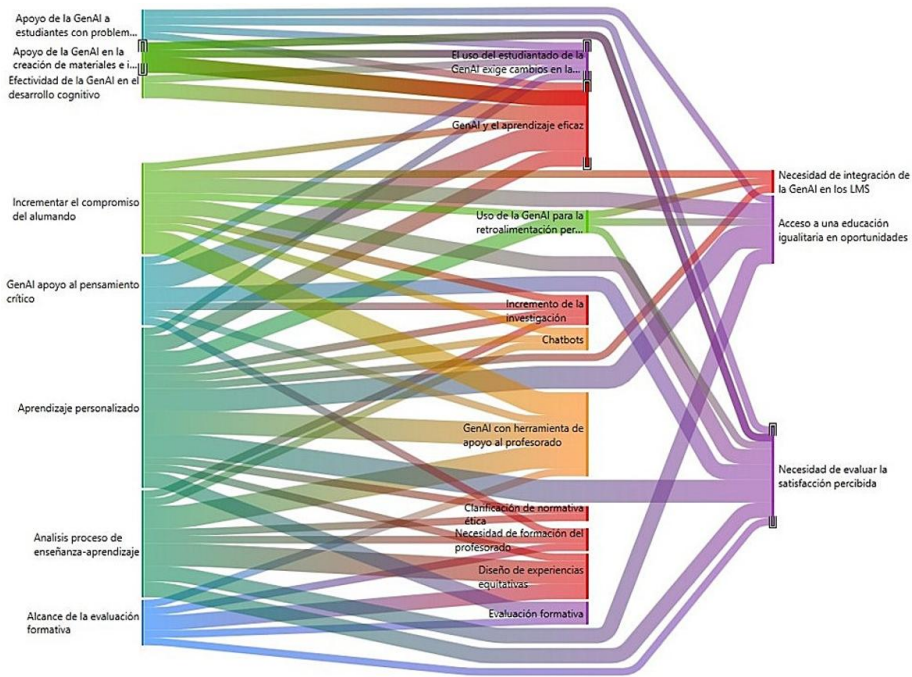 Apoyo de la GenAI a
estudiantes con problem...
Apoyo de la GenAI en la
creación de materiales e i...
Efectividad de la GenAI en el
desarrollo cognitivo
Incrementar el compromiso
del alumando
GenAI apoyo al pensamiento
crítico
Aprendizaje personalizado
Analisis proceso de
enseñanza-aprendizaje
Alcance de la evaluación
formativa
El uso del estudiantado de la
GenAI exige cambios en la...
GenAI y el aprendizaje eficaz
Uso de la GenAI para la
retroalimentación per...
Incremento de la
investigación
Chatbots
GenAI con herramienta de
apoyo al profesorado
Clarificación de normativa
ética
Necesidad de formación del
profesorado
Diseño de experiencias
equitativas
Evaluación formativa
Necesidad de integración de
la GenAI en los LMS
Acceso a una educación
igualitaria en oportunidades
Necesidad de evaluar la
satisfacción percibida